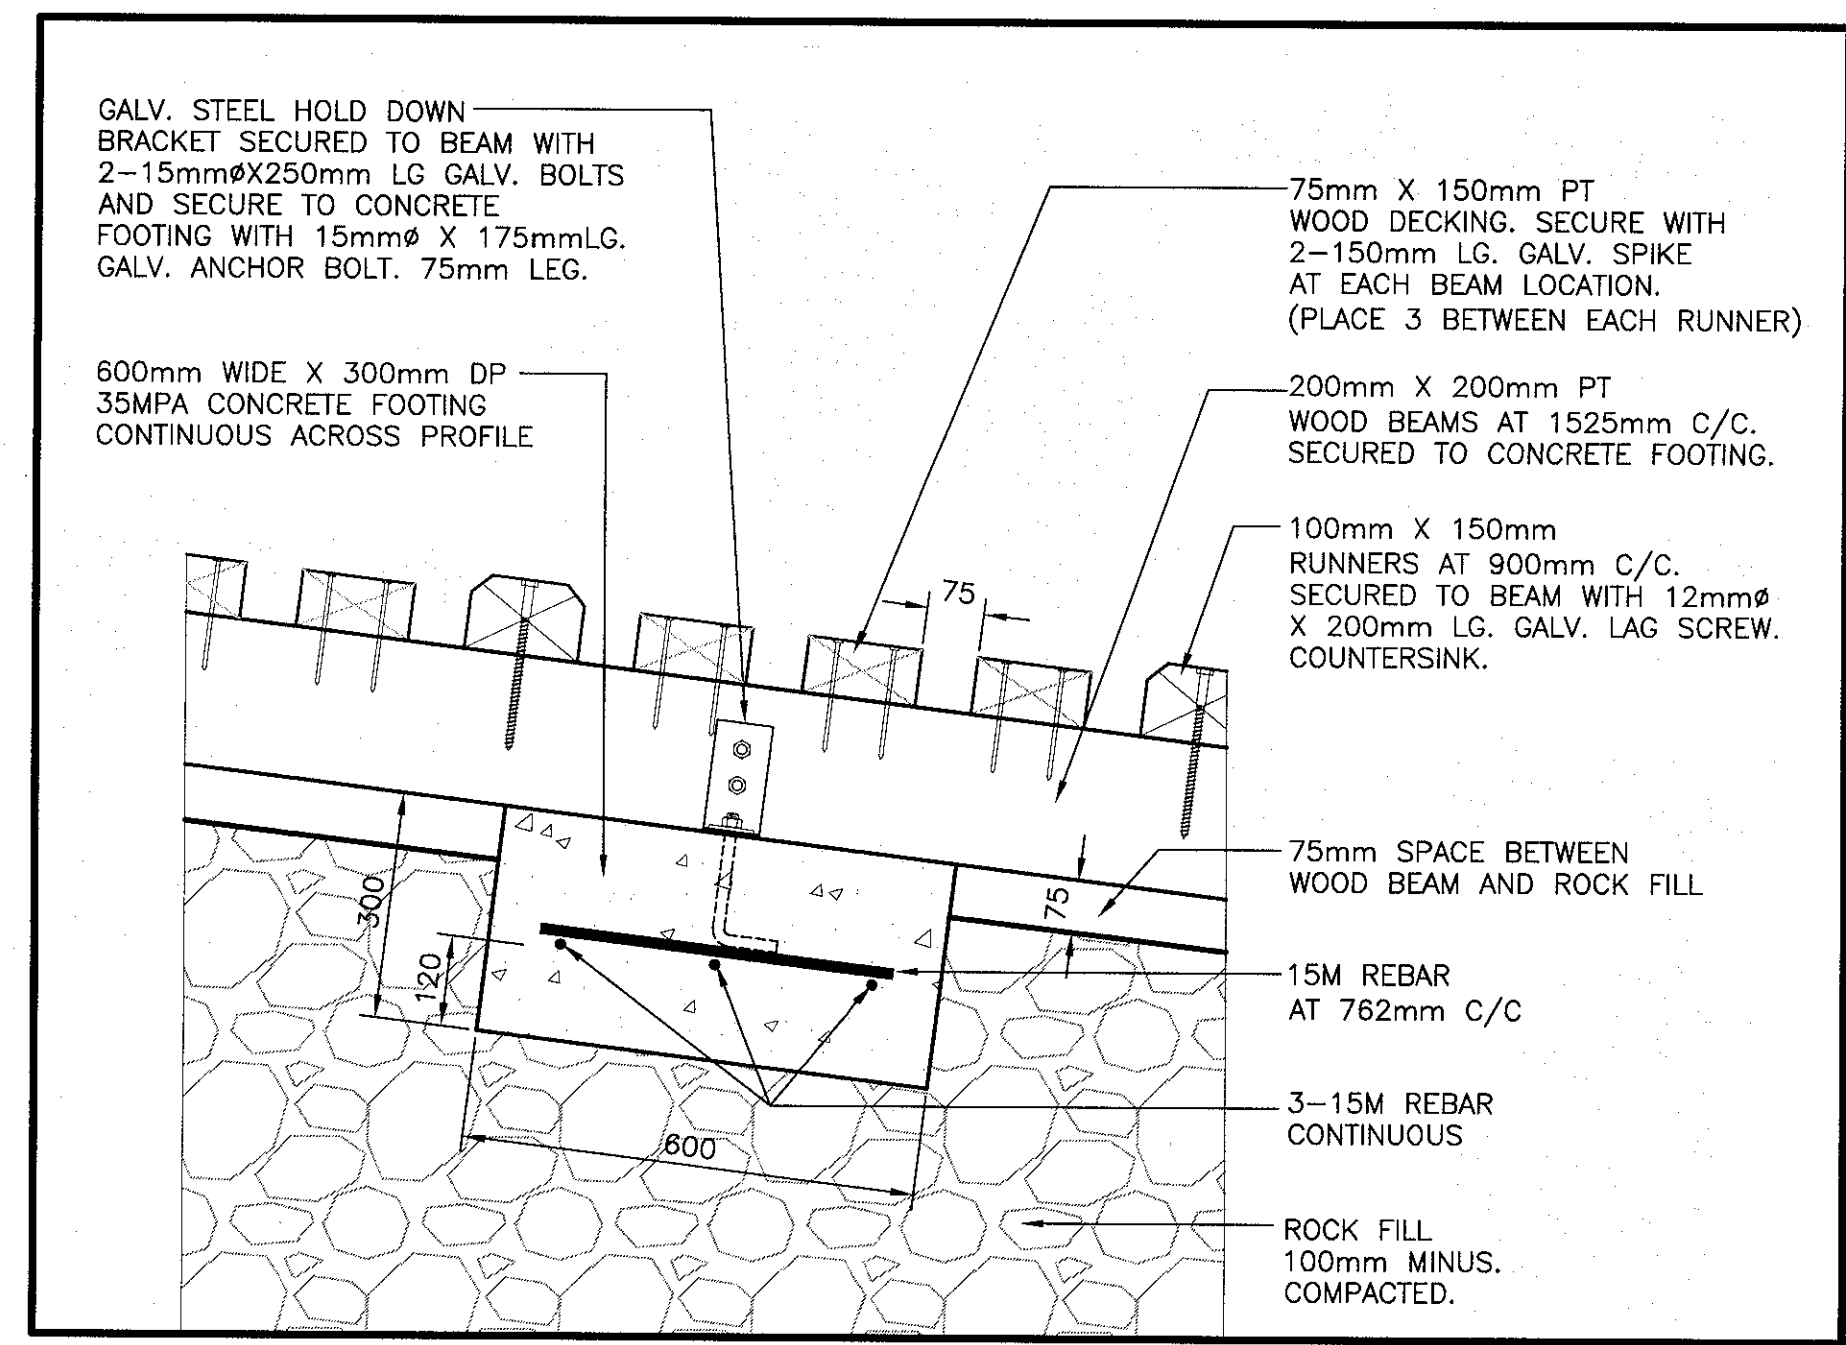 GALV. STEEL HOLD DOWN
BRACKET SECURED TO BEAM WITH
2-15mmøX250mm LG GALV. BOLTS
AND SECURE TO CONCRETE
FOOTING WITH 15mmø X 175mmLG.
GALV. ANCHOR BOLT. 75mm LEG.
600mm WIDE X 300mm DP
35MPA CONCRETE FOOTING
CONTINUOUS ACROSS PROFILE
75mm X 150mm PT
WOOD DECKING. SECURE WITH
2-150mm LG. GALV. SPIKE
AT EACH BEAM LOCATION.
(PLACE 3 BETWEEN EACH RUNNER)
200mm X 200mm PT
WOOD BEAMS AT 1525mm C/C.
SECURED TO CONCRETE FOOTING.
100mm X 150mm
RUNNERS AT 900mm C/C.
SECURED TO BEAM WITH 12mmø
X 200mm LG. GALV. LAG SCREW.
COUNTERSINK.
75
75mm SPACE BETWEEN
WOOD BEAM AND ROCK FILL
75
300
120
15M REBAR
AT 762mm C/C
3-15M REBAR
CONTINUOUS
600
ROCK FILL
100mm MINUS.
COMPACTED.